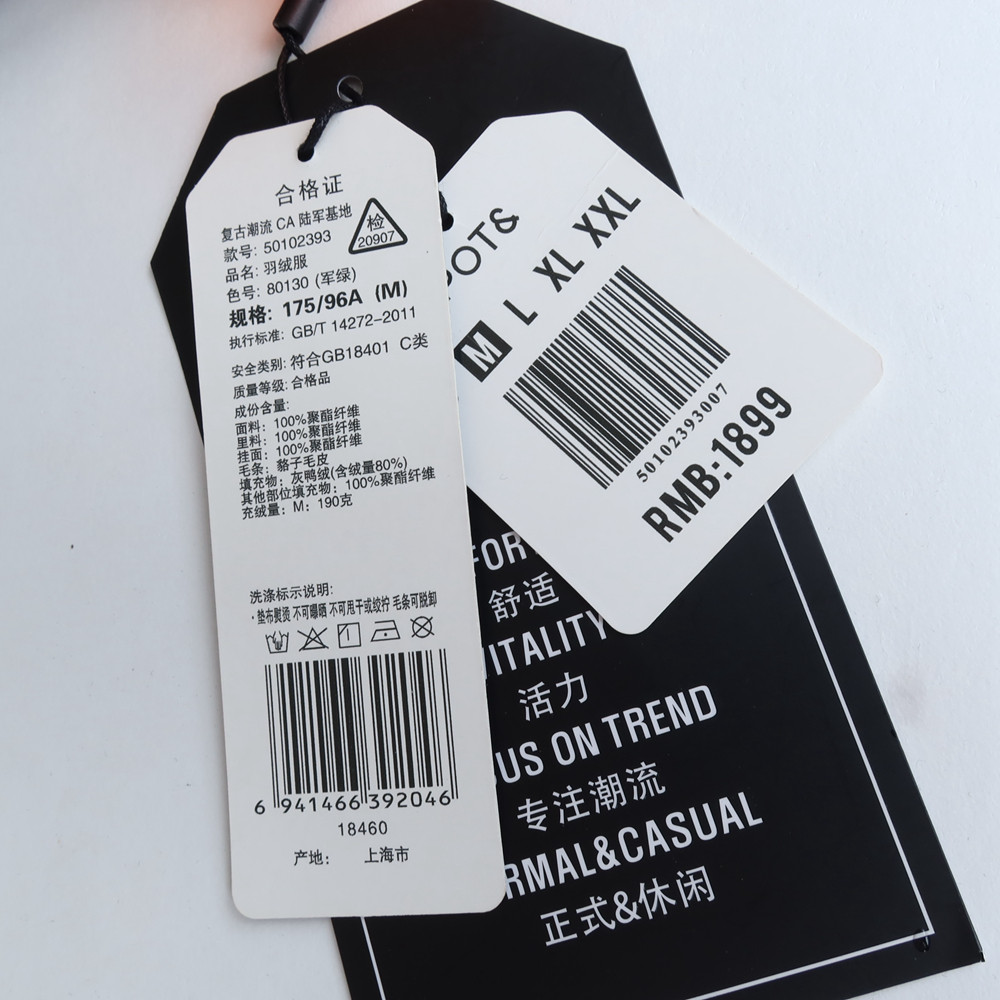 合格证
复古潮流 CA 陆军基地
款号: 50102393
检
20907
品名: 羽绒服
色号: 80130 (军绿)
规格: 175/96A (M)
执行标准: GB/T 14272-2011
安全类别: 符合GB18401 C类
质量等级: 合格品
成份含量:
面料: 100%聚酯纤维
里料: 100%聚酯纤维
挂面: 100%聚酯纤维
毛条: 貉子毛皮
填充物: 灰鸭绒(含绒量80%)
其他部位填充物: 100%聚酯纤维
充绒量: M: 190克
洗涤标示说明:
·垫布熨烫 不可曝晒 不可甩干或绞拧 毛条可脱卸
6 941466 392046
18460
产地: 上海市
OT&
M L XL XXL
50102393007
RMB:1899
FOR
舒适
ITALITY
活力
US ON TREND
专注潮流
RMAL&CASUAL
正式&休闲